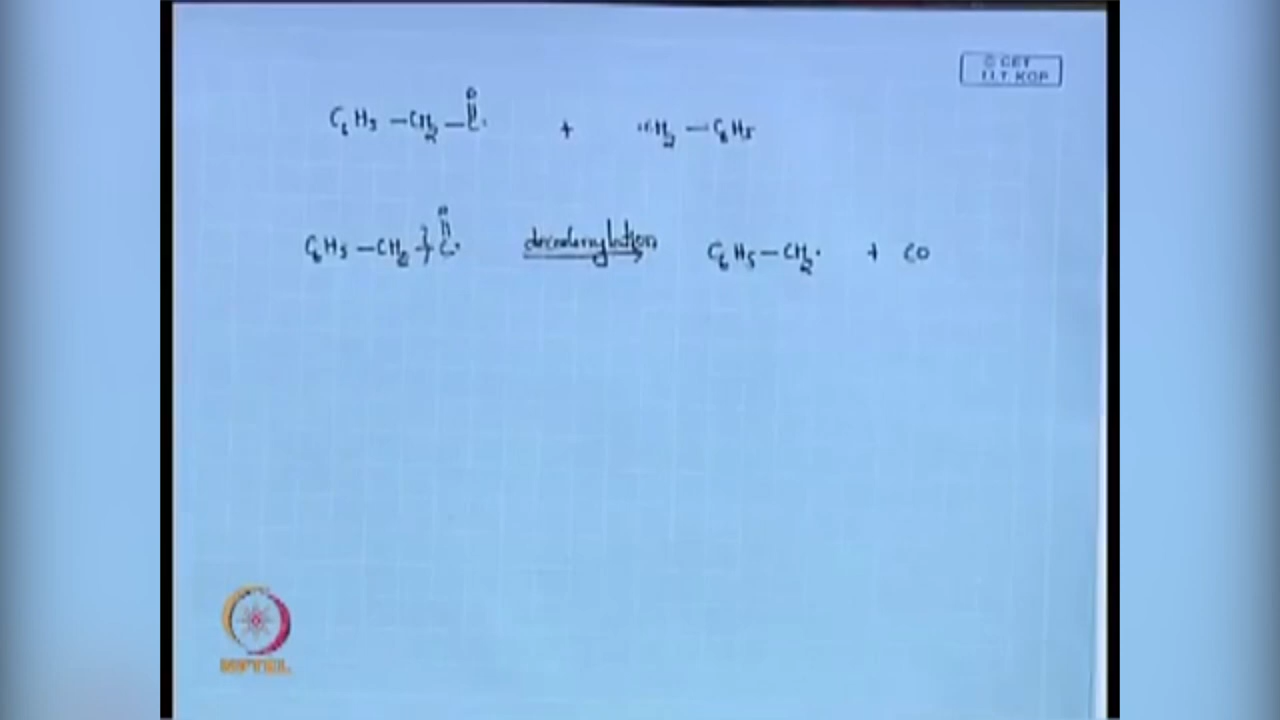 © CET
I.I.T. KGP
O
C₆H₅ —CH₂ —C· + ·CH₂ —C₆H₅
O
C₆H₅ —CH₂ C· decarbonylation C₆H₅ —CH₂· + CO
NPTEL